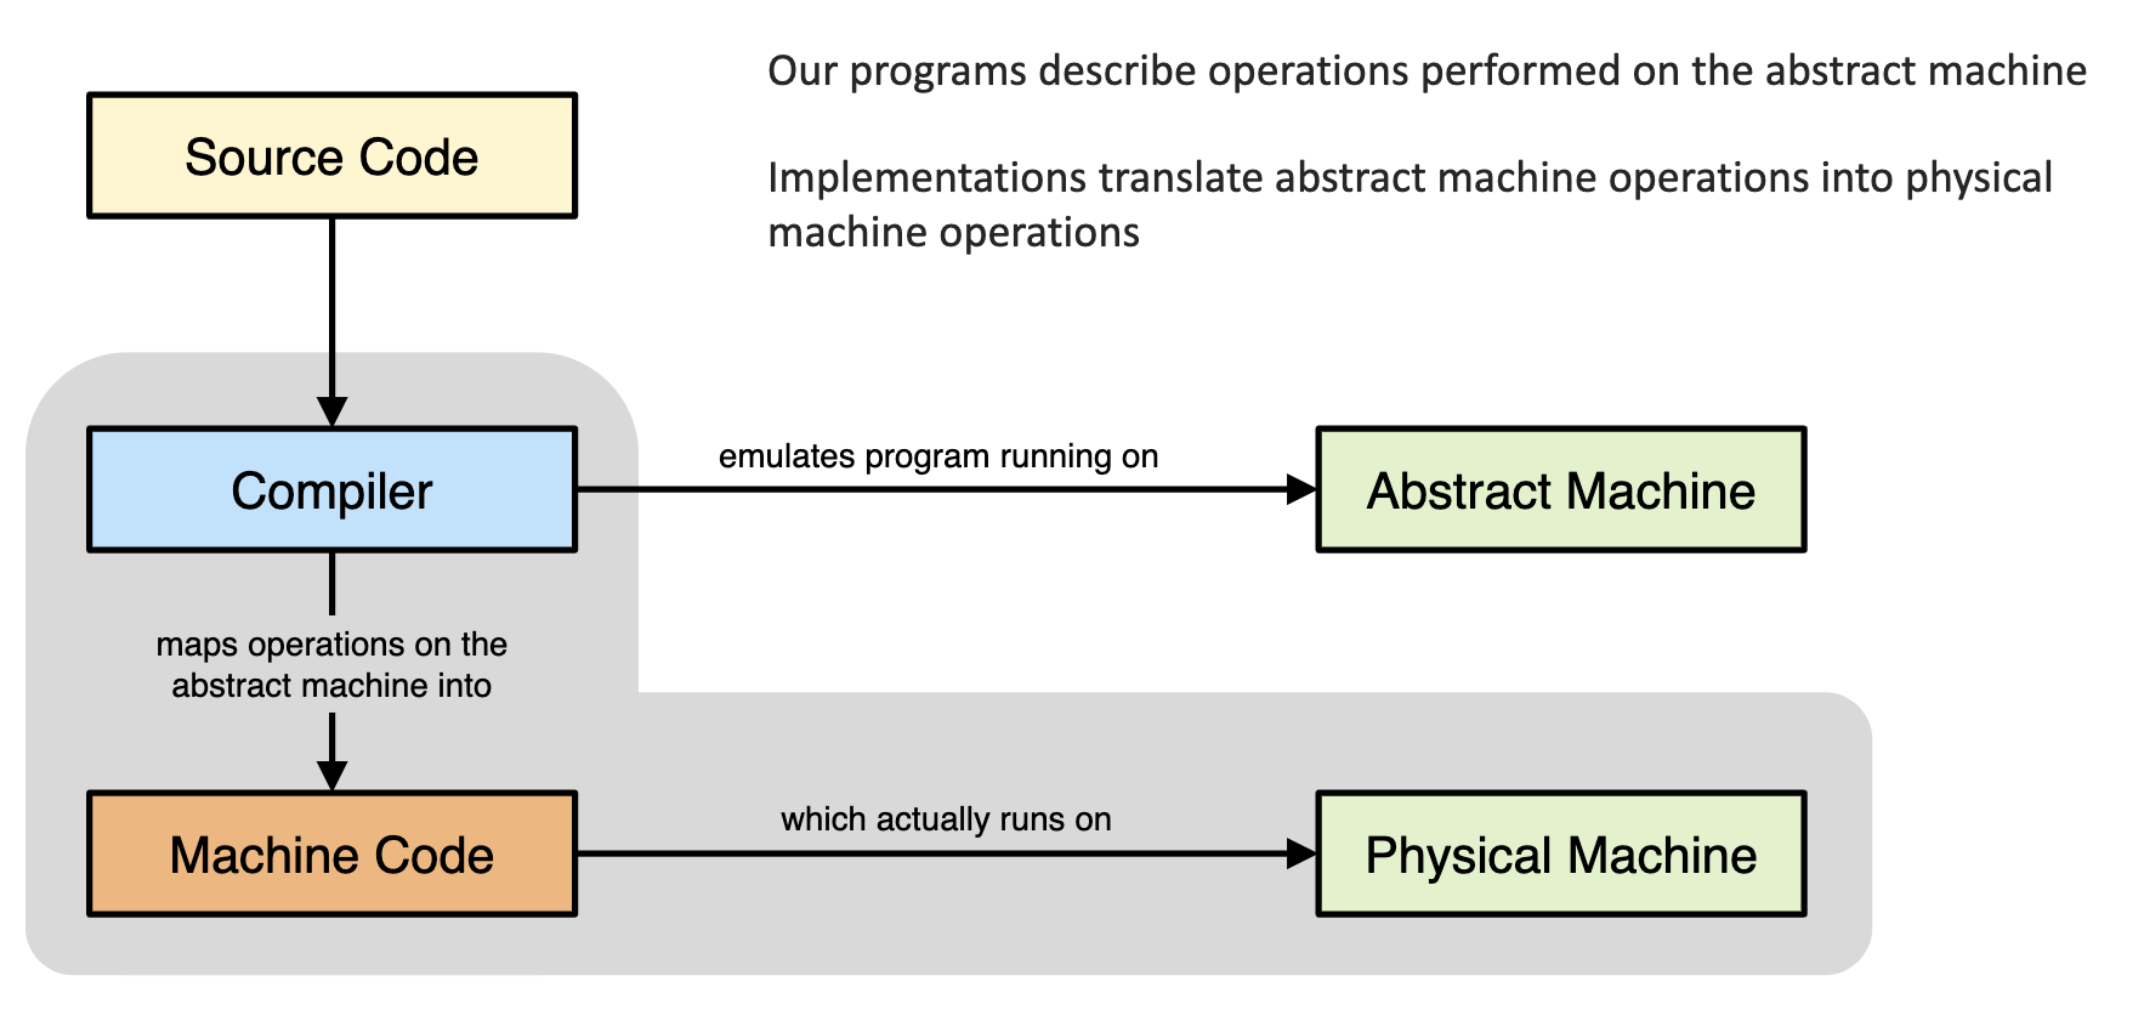 Our programs describe operations performed on the abstract machine
Source Code
Implementations translate abstract machine operations into physical
machine operations
emulates program running on
Compiler
Abstract Machine
maps operations on the
abstract machine into
which actually runs on
Machine Code
Physical Machine